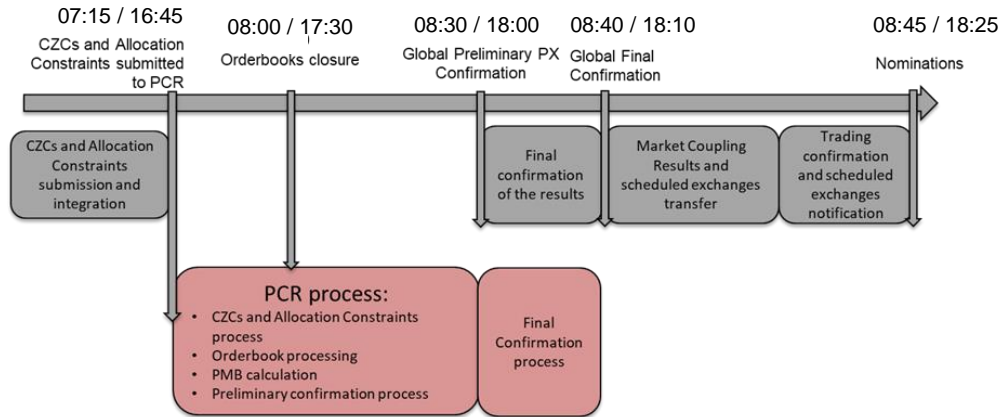 07:15 / 16:45
CZCs and Allocation
Constraints submitted
to PCR
08:00 / 17:30
Orderbooks closure
08:30 / 18:00
Global Preliminary PX
Confirmation
08:40 / 18:10
Global Final
Confirmation
08:45 / 18:25
Nominations
CZCs and Allocation
Constraints
submission and
integration
Final
confirmation
of the results
Market Coupling
Results and
scheduled exchanges
transfer
Trading
confirmation
and scheduled
exchanges
notification
PCR process:
• CZCs and Allocation Constraints
process
• Orderbook processing
• PMB calculation
• Preliminary confirmation process
Final
Confirmation
process